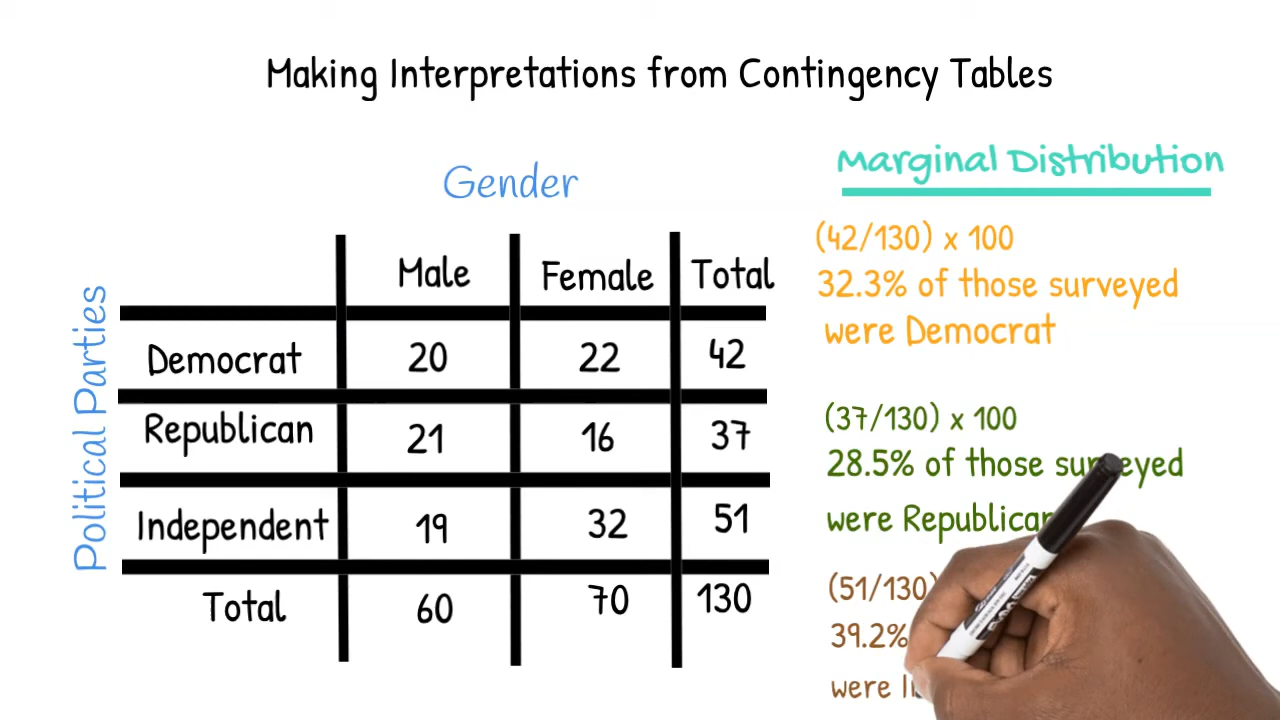 Making Interpretations from Contingency Tables
Gender
Political Parties
Male Female Total
Democrat 20 22 42
Republican 21 16 37
Independent 19 32 51
Total 60 70 130
Marginal Distribution
(42/130) x 100
32.3% of those surveyed
were Democrat
(37/130) x 100
28.5% of those surveyed
were Republican
(51/130)
39.2%
were